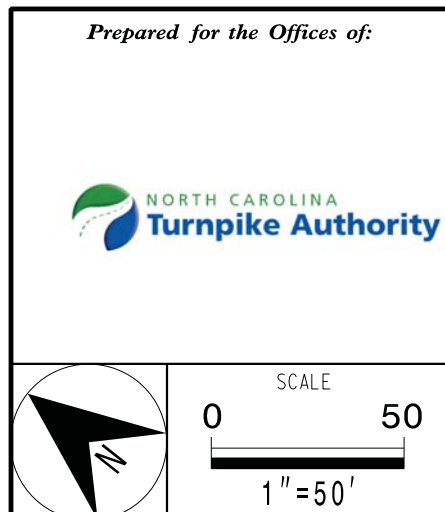 Prepared for the Offices of:
NORTH CAROLINA
Turnpike Authority
N
SCALE
0 50
1"=50'